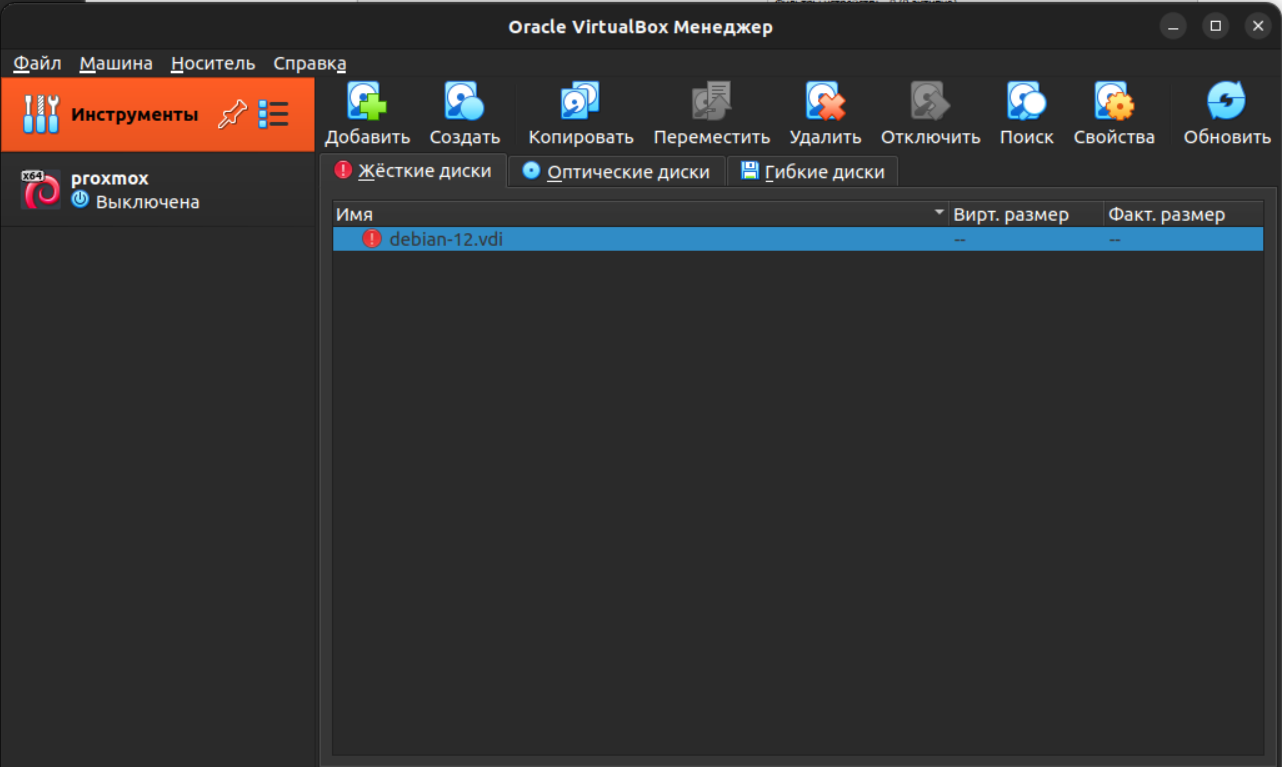 Oracle VirtualBox Менеджер
Файл Машина Носитель Справка
Инструменты
Добавить Создать Копировать Переместить Удалить Отключить Поиск Свойства Обновить
x64
proxmox
Выключена
Жёсткие диски Оптические диски Гибкие диски
Имя Вирт. размер Факт. размер
debian-12.vdi -- --